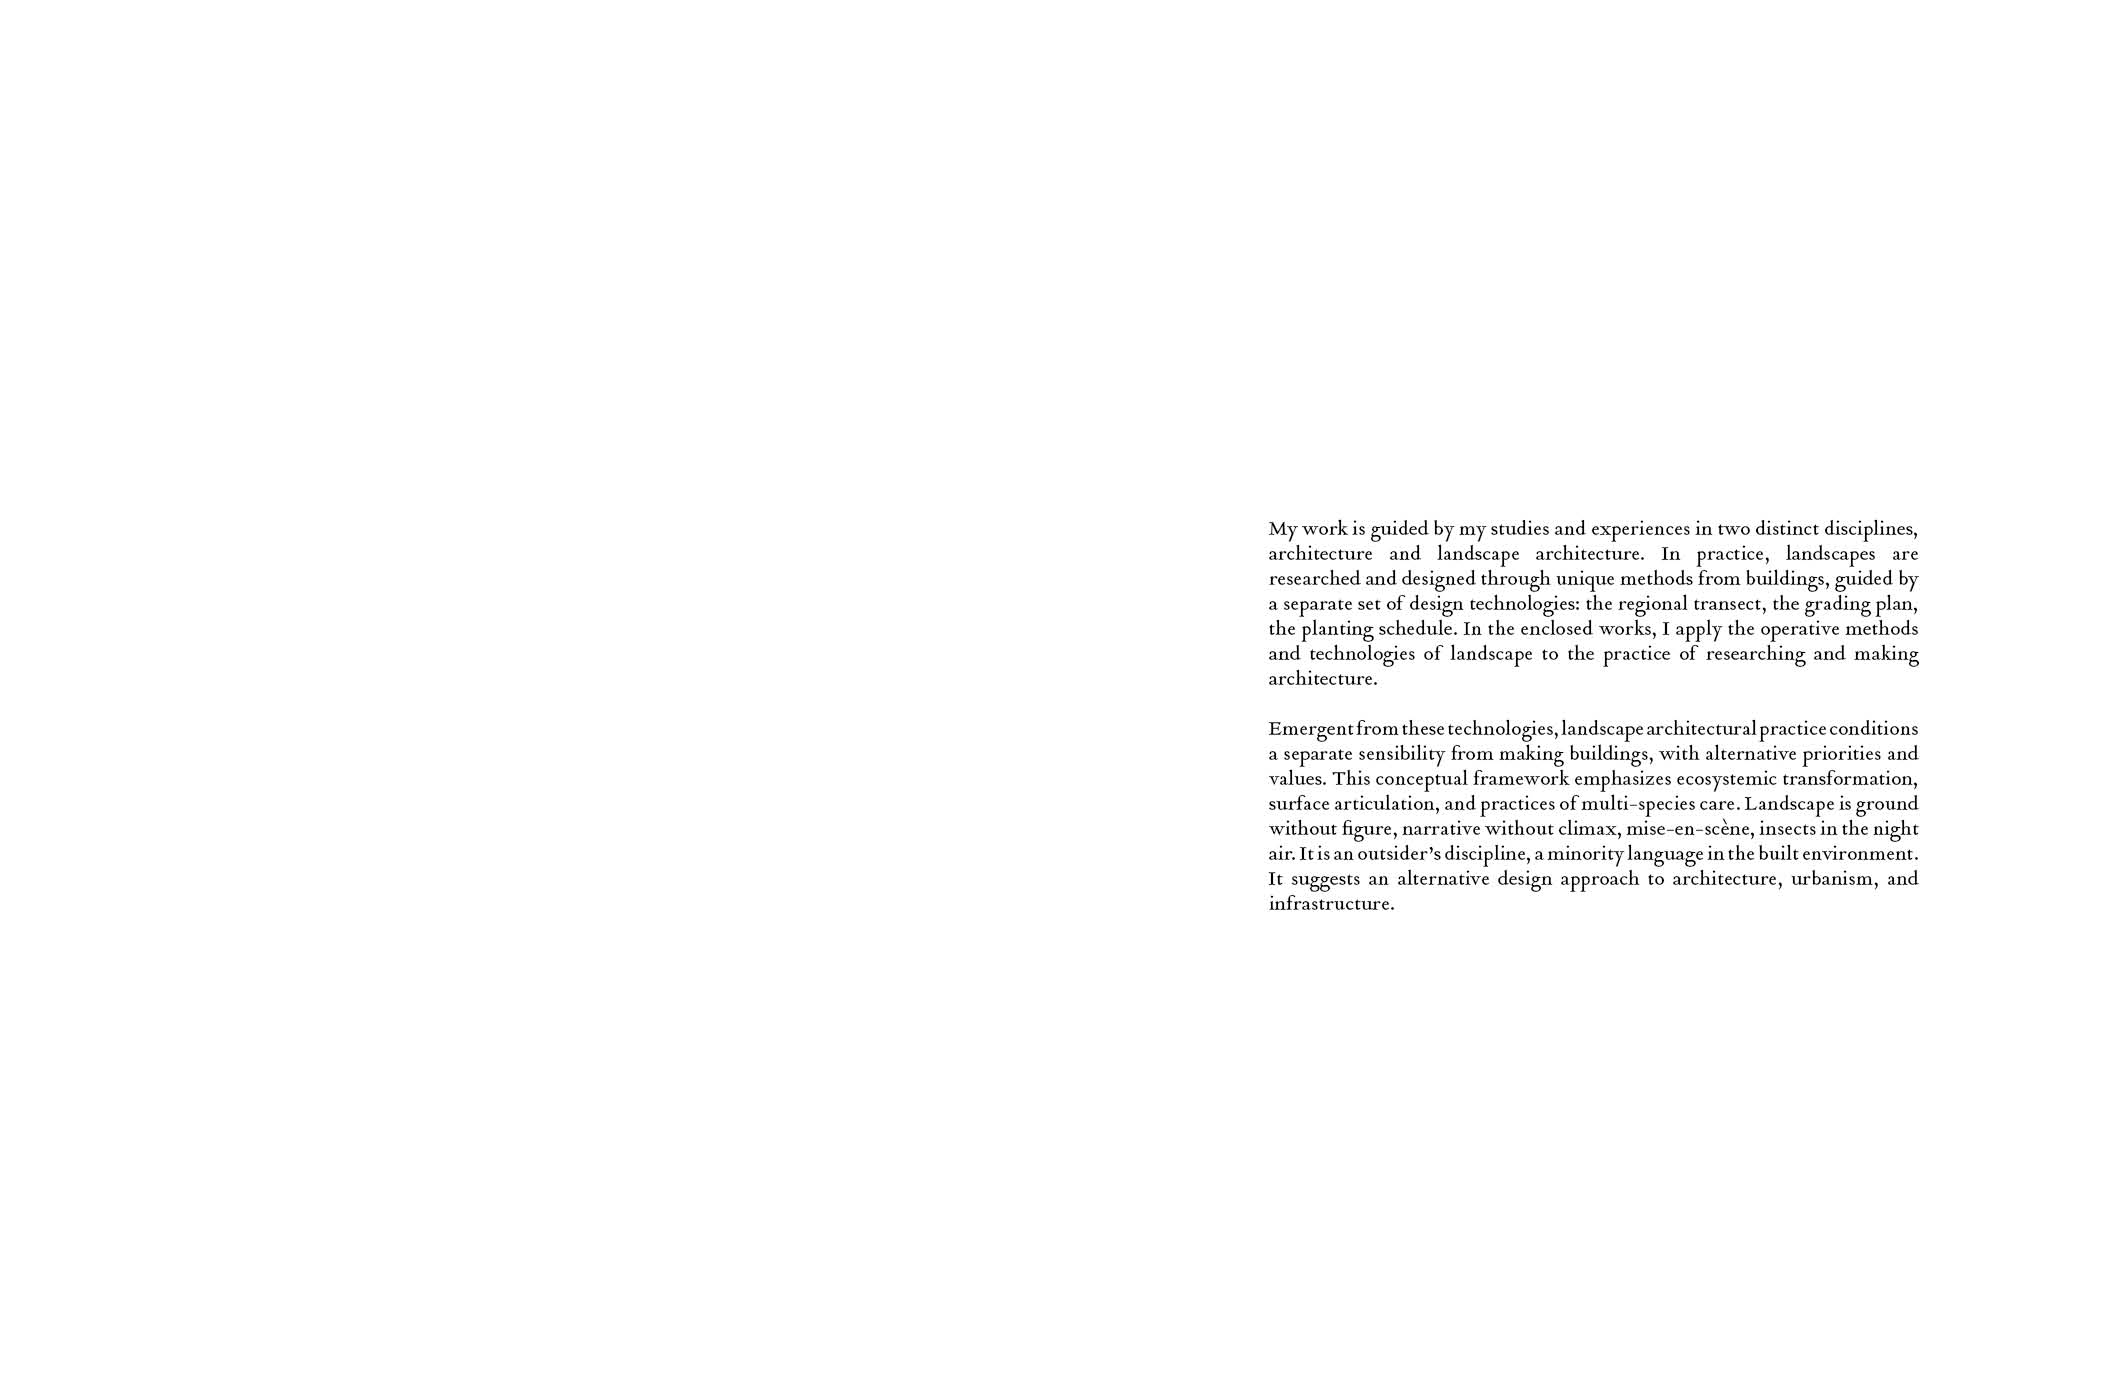 My work is guided by my studies and experiences in two distinct disciplines,
architecture and landscape architecture. In practice, landscapes are
researched and designed through unique methods from buildings, guided by
a separate set of design technologies: the regional transect, the grading plan,
the planting schedule. In the enclosed works, I apply the operative methods
and technologies of landscape to the practice of researching and making
architecture.
Emergent from these technologies, landscape architectural practice conditions
a separate sensibility from making buildings, with alternative priorities and
values. This conceptual framework emphasizes ecosystemic transformation,
surface articulation, and practices of multi-species care. Landscape is ground
without figure, narrative without climax, mise-en-scène, insects in the night
air. It is an outsider’s discipline, a minority language in the built environment.
It suggests an alternative design approach to architecture, urbanism, and
infrastructure.